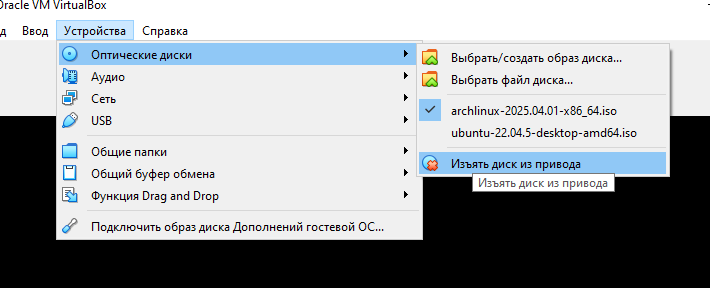 Oracle VM VirtualBox
Ввод Устройства Справка
Оптические диски
Аудио
Сеть
USB
Общие папки
Общий буфер обмена
Функция Drag and Drop
Подключить образ диска Дополнений гостевой ОС...
Выбрать/создать образ диска...
Выбрать файл диска...
archlinux-2025.04.01-x86_64.iso
ubuntu-22.04.5-desktop-amd64.iso
Изъять диск из привода
Изъять диск из привода